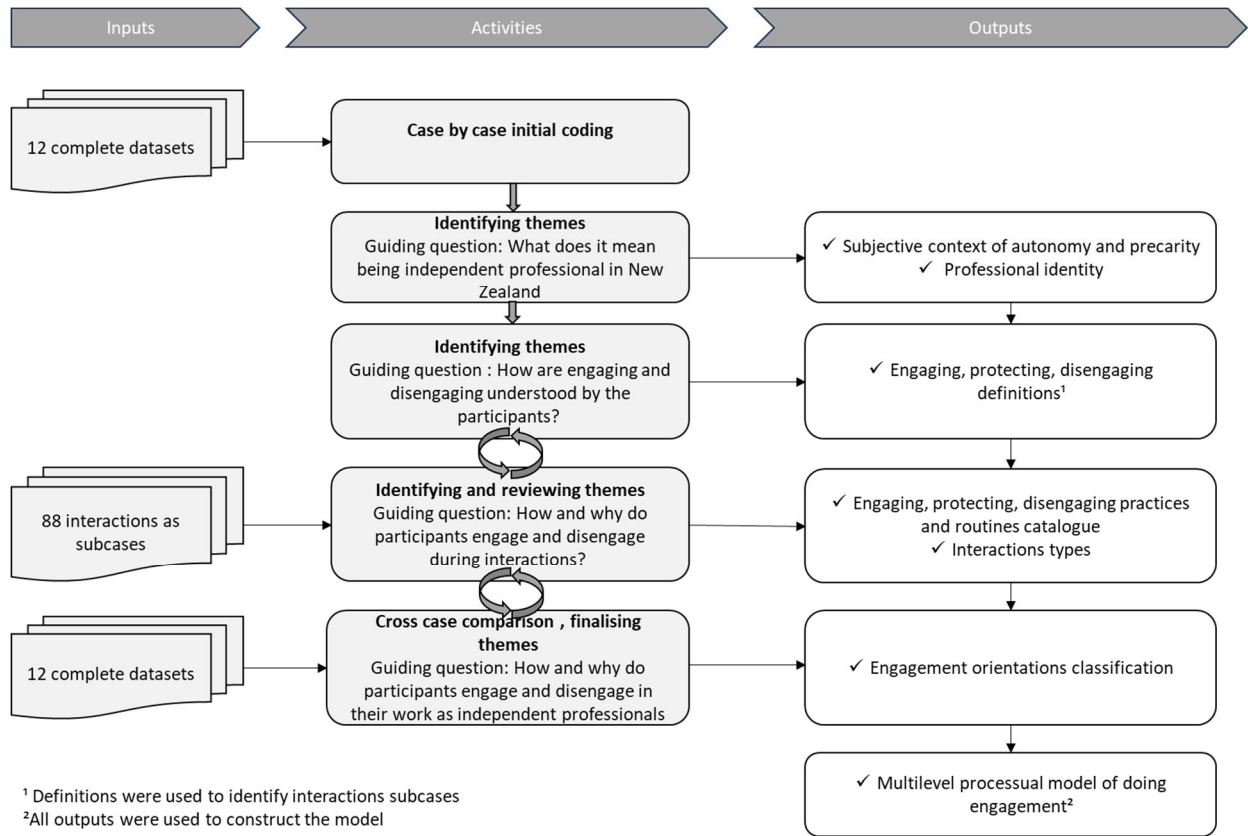 Inputs
Activities
Outputs
12 complete datasets
Case by case initial coding
Identifying themes
Guiding question: What does it mean
being independent professional in New
Zealand
✓ Subjective context of autonomy and precarity
✓ Professional identity
Identifying themes
Guiding question : How are engaging and
disengaging understood by the
participants?
✓ Engaging, protecting, disengaging
definitions¹
88 interactions as
subcases
Identifying and reviewing themes
Guiding question: How and why do
participants engage and disengage
during interactions?
✓ Engaging, protecting, disengaging practices
and routines catalogue
✓ Interactions types
12 complete datasets
Cross case comparison , finalising
themes
Guiding question: How and why do
participants engage and disengage in
their work as independent professionals
✓ Engagement orientations classification
✓ Multilevel processual model of doing
engagement²
¹ Definitions were used to identify interactions subcases
²All outputs were used to construct the model